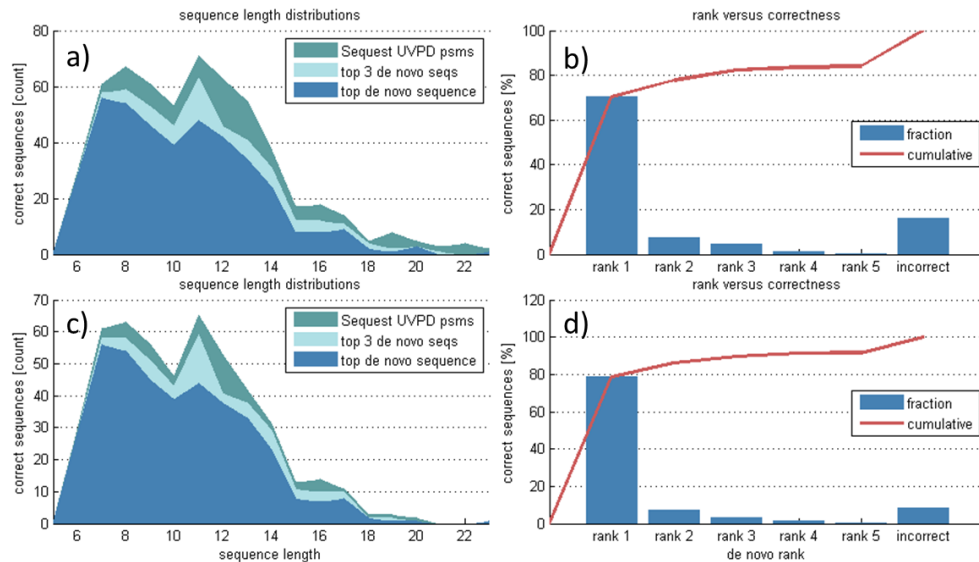 sequence length distributions
a)
correct sequences [count]
80
60
40
20
0
6 8 10 12 14 16 18 20 22
Sequest UVPD psms
top 3 de novo seqs
top de novo sequence
rank versus correctness
b)
correct sequences [%]
100
80
60
40
20
0
rank 1 rank 2 rank 3 rank 4 rank 5 incorrect
fraction
cumulative
sequence length distributions
c)
correct sequences [count]
70
60
50
40
30
20
10
0
6 8 10 12 14 16 18 20 22
sequence length
Sequest UVPD psms
top 3 de novo seqs
top de novo sequence
rank versus correctness
d)
correct sequences [%]
120
100
80
60
40
20
0
rank 1 rank 2 rank 3 rank 4 rank 5 incorrect
de novo rank
fraction
cumulative